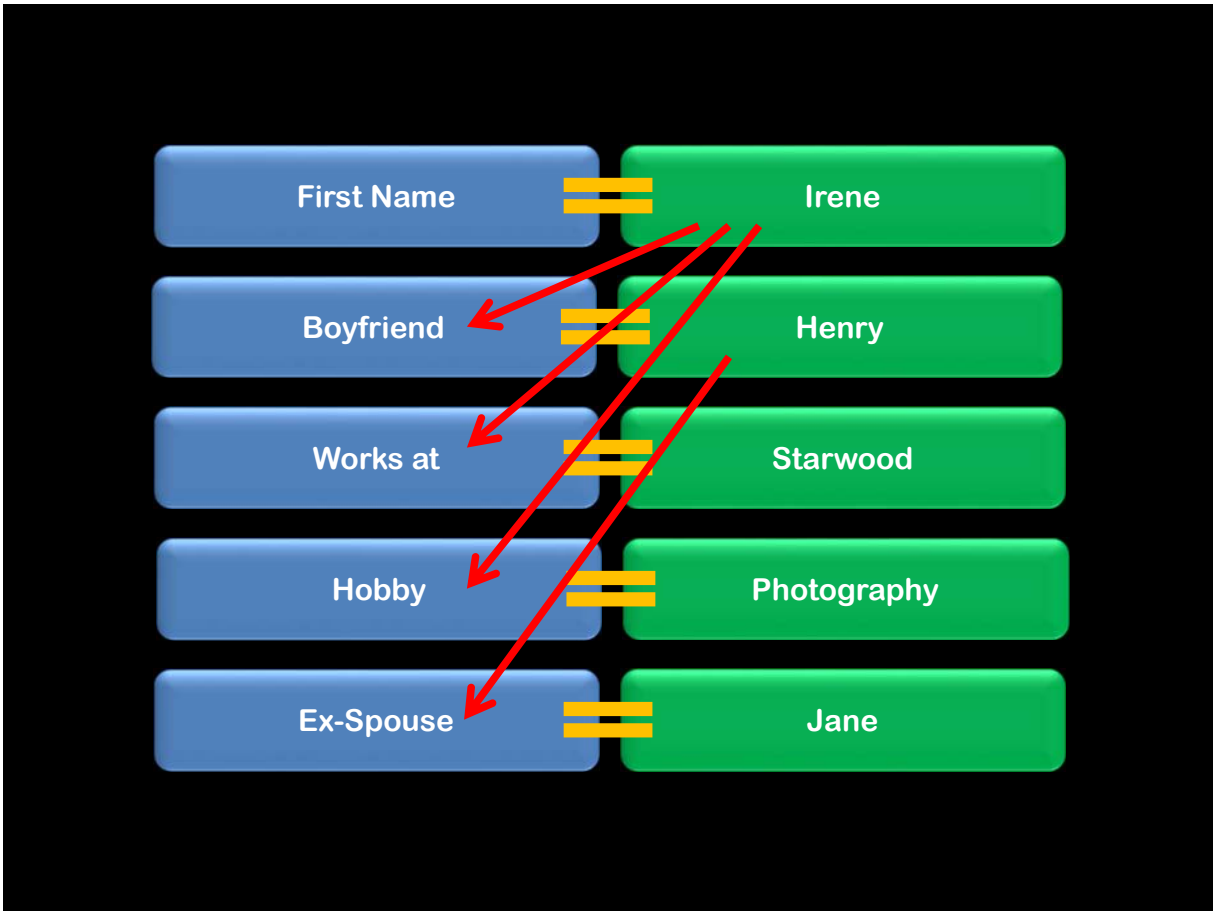 First Name
Irene
Boyfriend
Henry
Works at
Starwood
Hobby
Photography
Ex-Spouse
Jane